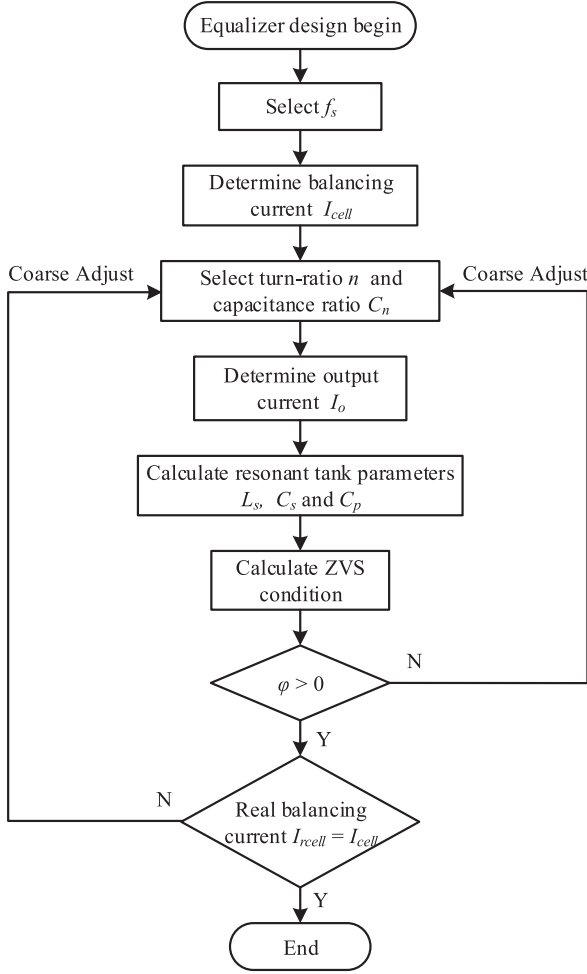 Equalizer design begin
Select fs
Determine balancing
current Icell
Coarse Adjust
Select turn-ratio n and
capacitance ratio Cn
Coarse Adjust
Determine output
current Io
Calculate resonant tank parameters
Ls, Cs and Cp
Calculate ZVS
condition
φ > 0
N
Y
N
Real balancing
current Ircell = Icell
Y
End